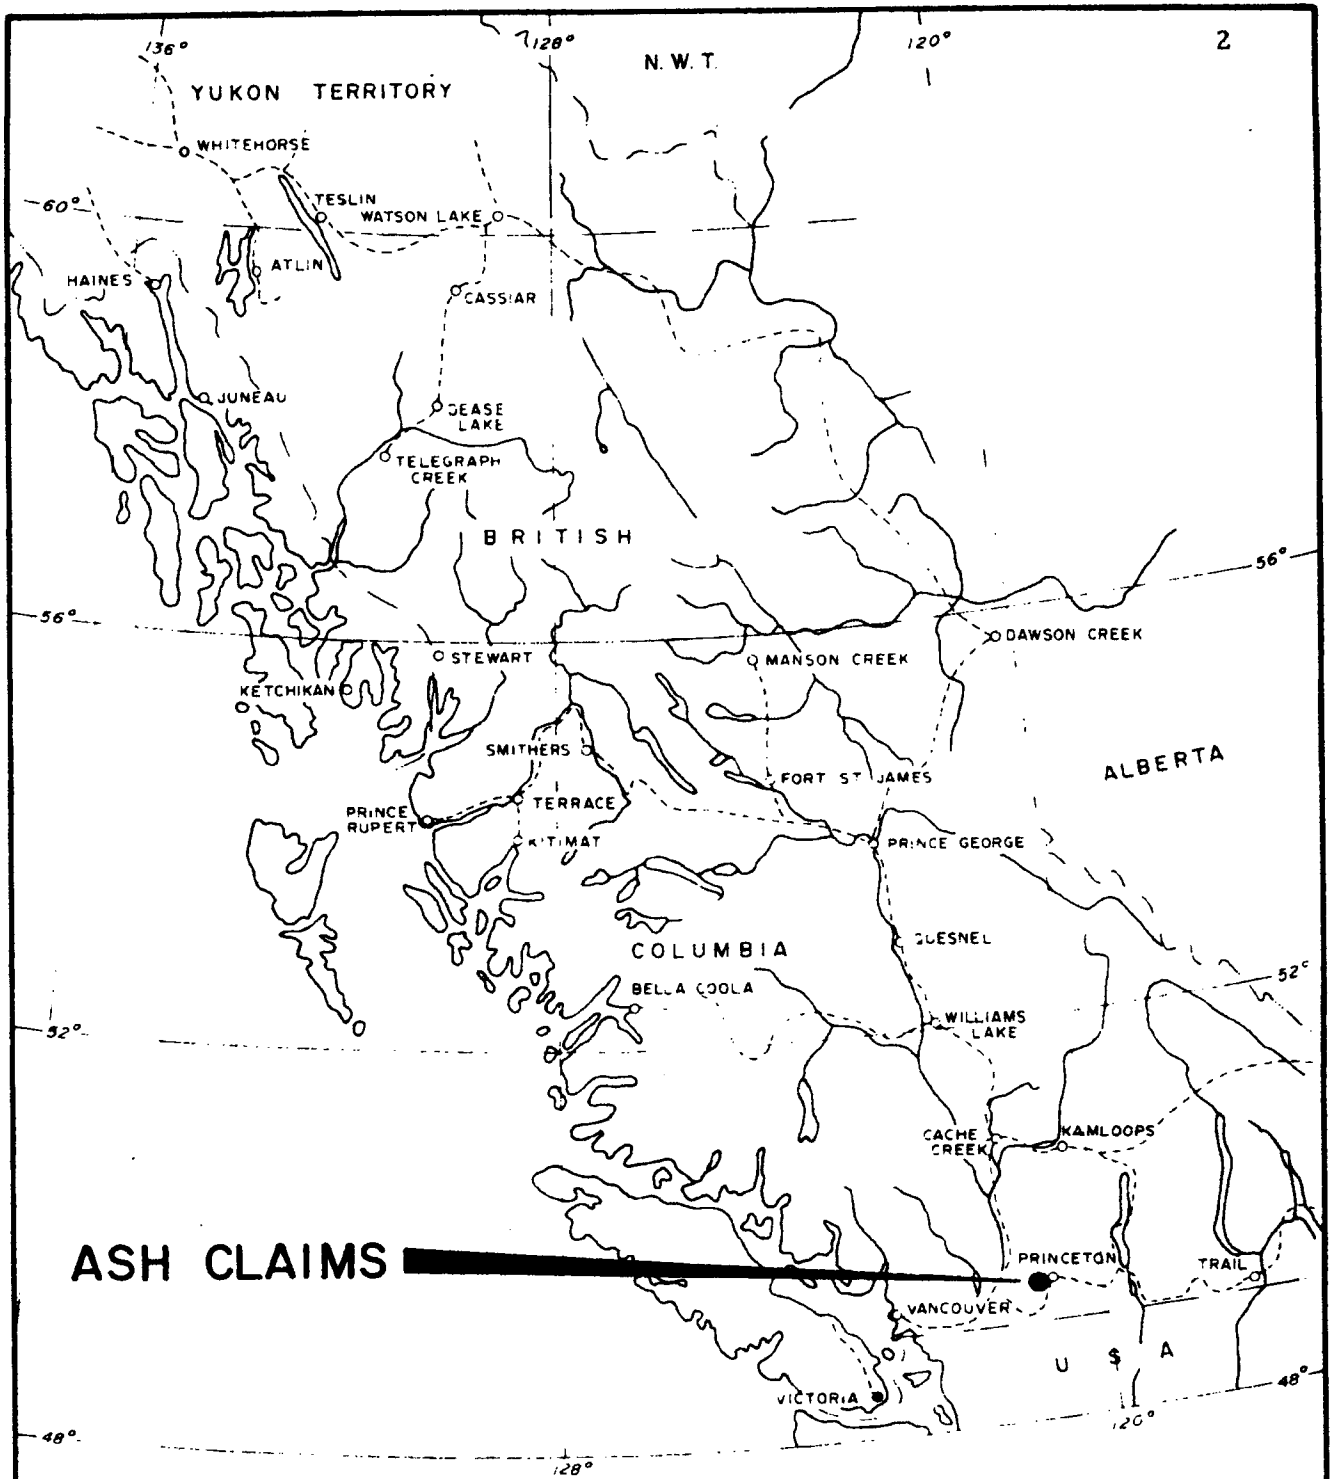 136°
128°
120°
2
N.W.T.
YUKON TERRITORY
WHITEHORSE
60°
TESLIN
WATSON LAKE
ATLIN
HAINES
CASSIAR
JUNEAU
DEASE
LAKE
TELEGRAPH
CREEK
BRITISH
56°
56°
DAWSON CREEK
STEWART
MANSON CREEK
KETCHIKAN
SMITHERS
ALBERTA
FORT ST JAMES
TERRACE
PRINCE
RUPERT
KITIMAT
PRINCE GEORGE
QUESNEL
COLUMBIA
52°
BELLA COOLA
WILLIAMS
LAKE
52°
CACHE
CREEK
KAMLOOPS
ASH CLAIMS
PRINCETON
TRAIL
VANCOUVER
U S A
VICTORIA
48°
120°
48°
128°